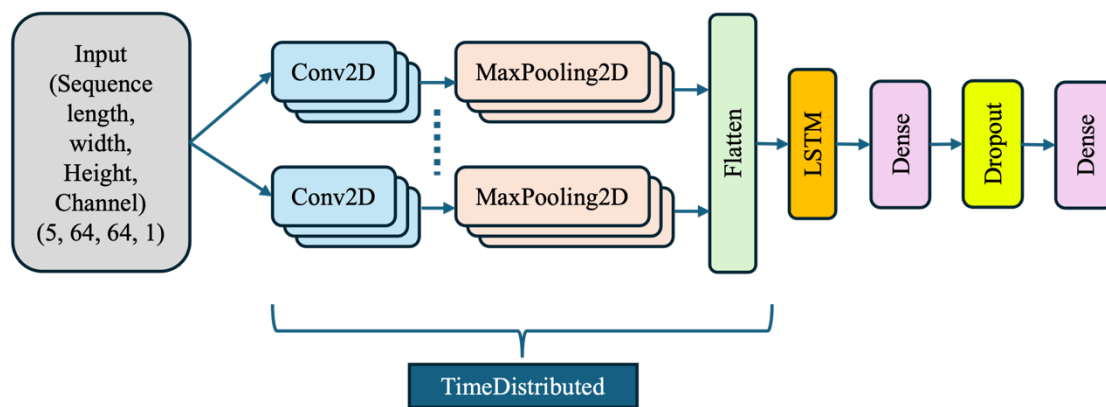 Input
(Sequence
length,
width,
Height,
Channel)
(5, 64, 64, 1)
Conv2D
MaxPooling2D
Conv2D
MaxPooling2D
Flatten
LSTM
Dense
Dropout
Dense
TimeDistributed